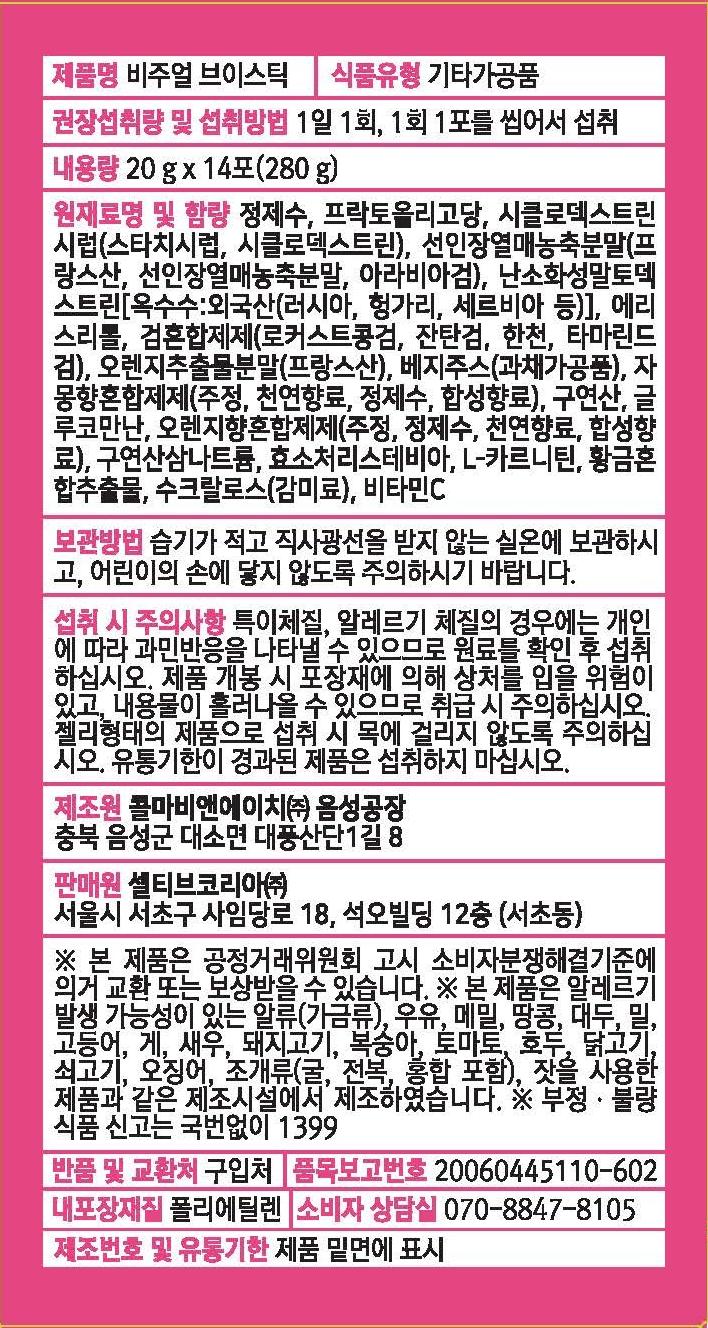 제품명 비주얼 브이스틱 식품유형 기타가공품
권장섭취량 및 섭취방법 1일 1회, 1회 1포를 씹어서 섭취
내용량 20 g x 14포(280 g)
원재료명 및 함량 정제수, 프락토올리고당, 시클로덱스트린
시럽(스타치시럽, 시클로덱스트린), 선인장열매농축분말(프
랑스산, 선인장열매농축분말, 아라비아검), 난소화성말토덱
스트린[옥수수:외국산(러시아, 헝가리, 세르비아 등)], 에리
스리톨, 검혼합제제(로커스트콩검, 잔탄검, 한천, 타마린드
검), 오렌지추출물분말(프랑스산), 베지주스(과채가공품), 자
몽향혼합제제(주정, 천연향료, 정제수, 합성향료), 구연산, 글
루코만난, 오렌지향혼합제제(주정, 정제수, 천연향료, 합성향
료), 구연산삼나트륨, 효소처리스테비아, L-카르니틴, 황금혼
합추출물, 수크랄로스(감미료), 비타민C
보관방법 습기가 적고 직사광선을 받지 않는 실온에 보관하시
고, 어린이의 손에 닿지 않도록 주의하시기 바랍니다.
섭취 시 주의사항 특이체질, 알레르기 체질의 경우에는 개인
에 따라 과민반응을 나타낼 수 있으므로 원료를 확인 후 섭취
하십시오. 제품 개봉 시 포장재에 의해 상처를 입을 위험이
있고, 내용물이 흘러나올 수 있으므로 취급 시 주의하십시오.
젤리형태의 제품으로 섭취 시 목에 걸리지 않도록 주의하십
시오. 유통기한이 경과된 제품은 섭취하지 마십시오.
제조원 콜마비앤에이치㈜ 음성공장
충북 음성군 대소면 대풍산단1길 8
판매원 셀티브코리아㈜
서울시 서초구 사임당로 18, 석오빌딩 12층 (서초동)
※ 본 제품은 공정거래위원회 고시 소비자분쟁해결기준에
의거 교환 또는 보상받을 수 있습니다. ※ 본 제품은 알레르기
발생 가능성이 있는 알류(가금류), 우유, 메밀, 땅콩, 대두, 밀,
고등어, 게, 새우, 돼지고기, 복숭아, 토마토, 호두, 닭고기,
쇠고기, 오징어, 조개류(굴, 전복, 홍합 포함), 잣을 사용한
제품과 같은 제조시설에서 제조하였습니다. ※ 부정 · 불량
식품 신고는 국번없이 1399
반품 및 교환처 구입처 품목보고번호 20060445110-602
내포장재질 폴리에틸렌 소비자 상담실 070-8847-8105
제조번호 및 유통기한 제품 밑면에 표시